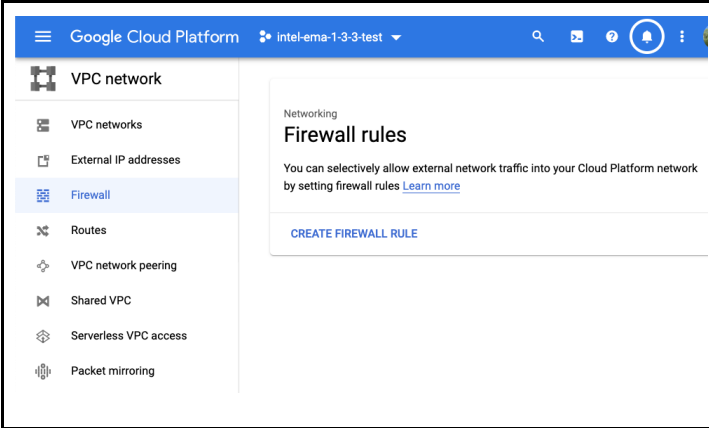 Google Cloud Platform intel-ema-1-3-3-test
VPC network
VPC networks
External IP addresses
Firewall
Routes
VPC network peering
Shared VPC
Serverless VPC access
Packet mirroring
Networking
Firewall rules
You can selectively allow external network traffic into your Cloud Platform network
by setting firewall rules Learn more
CREATE FIREWALL RULE